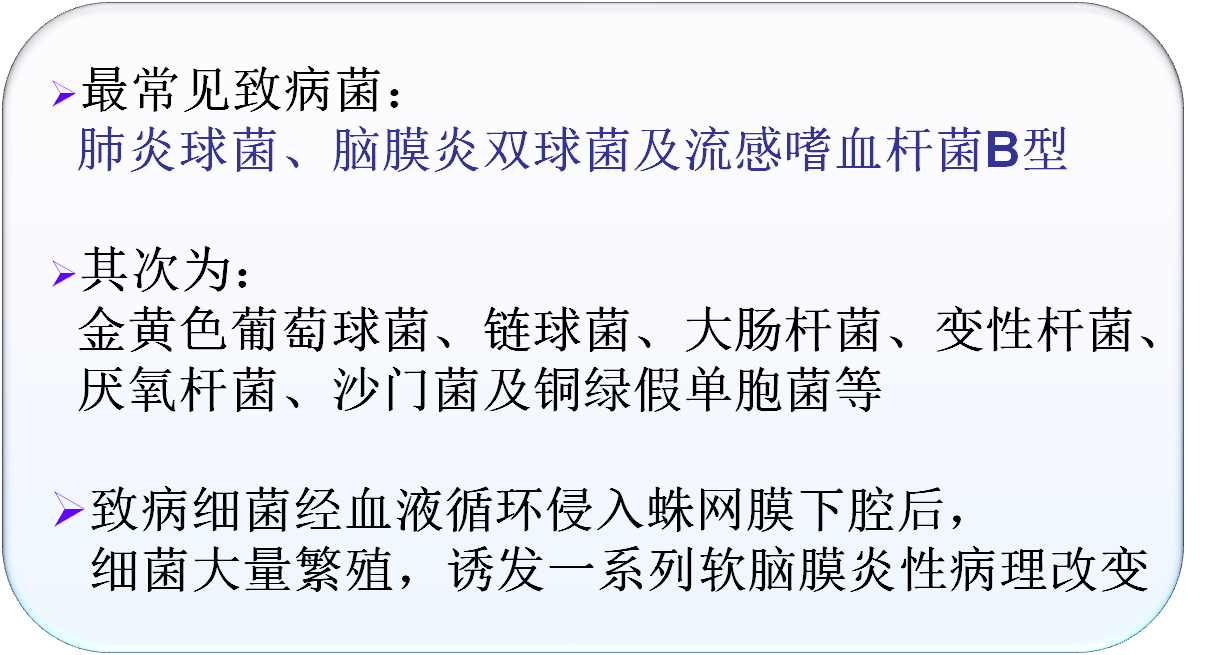 ➢最常见致病菌：
肺炎球菌、脑膜炎双球菌及流感嗜血杆菌B型
➢其次为：
金黄色葡萄球菌、链球菌、大肠杆菌、变性杆菌、
厌氧杆菌、沙门菌及铜绿假单胞菌等
➢致病细菌经血液循环侵入蛛网膜下腔后，
细菌大量繁殖，诱发一系列软脑膜炎性病理改变